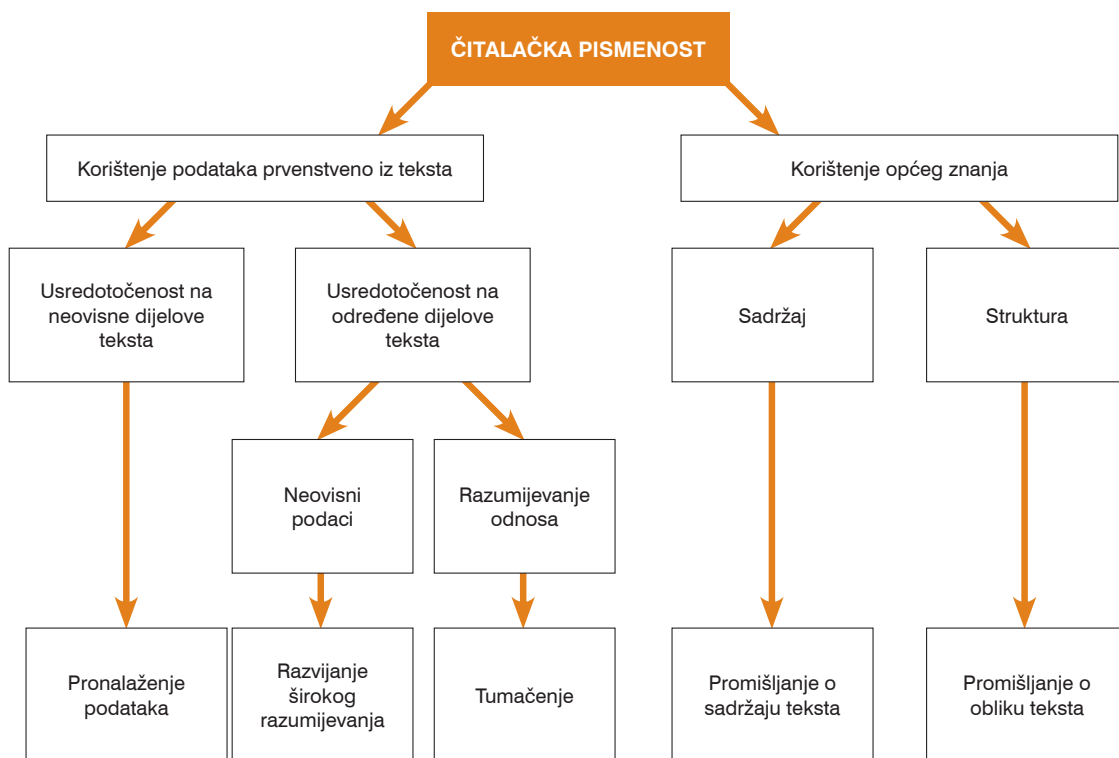 ČITALAČKA PISMENOST
Korištenje podataka prvenstveno iz teksta
Korištenje općeg znanja
Usredotočenost na
neovisne dijelove
teksta
Usredotočenost na
određene dijelove
teksta
Sadržaj
Struktura
Neovisni
podaci
Razumijevanje
odnosa
Pronalaženje
podataka
Razvijanje
širokog
razumijevanja
Tumačenje
Promišljanje o
sadržaju teksta
Promišljanje o
obliku teksta